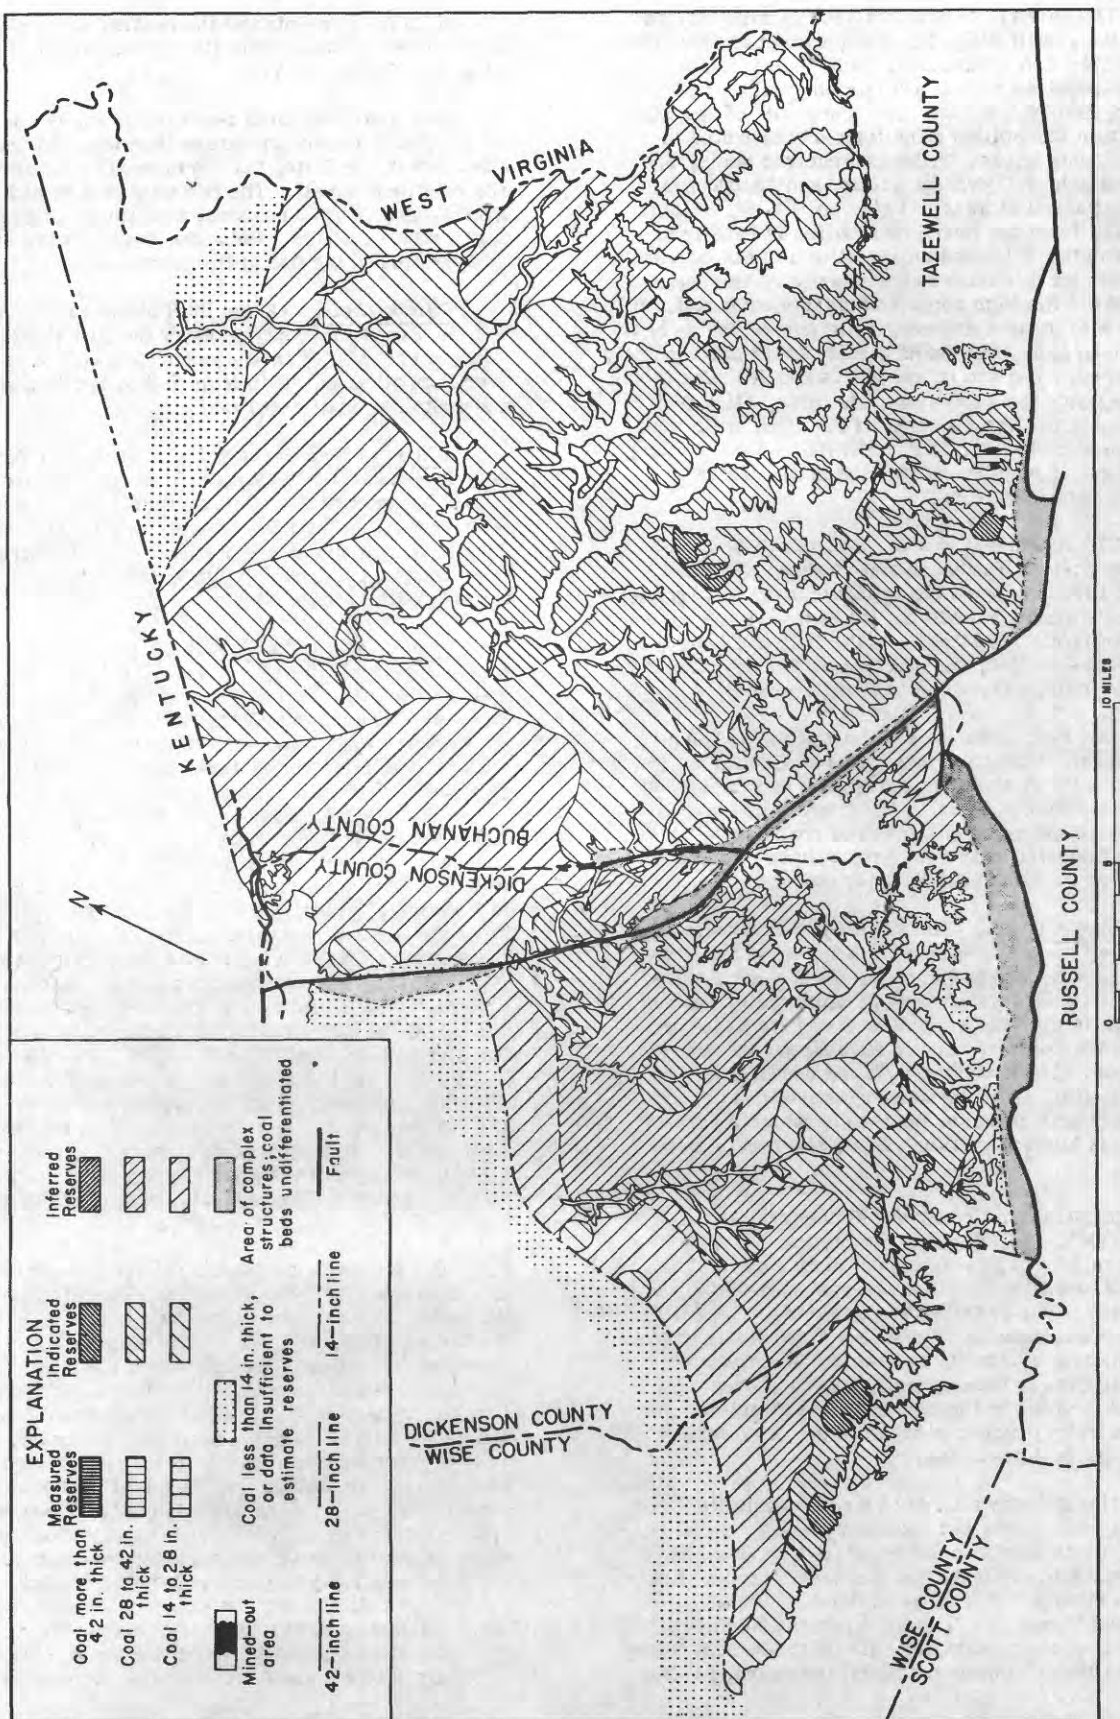 EXPLANATION
Measured
Reserves
Indicated
Reserves
Inferred
Reserves
Coal more than
42 in. thick
Coal 28 to 42 in.
thick
Coal 14 to 28 in.
thick
Mined-out
area
Coal less than 14 in. thick,
or data insufficient to
estimate reserves
Area of complex
structures; coal
beds undifferentiated
42-inch line
28-inch line
14-inch line
Fault
N
KENTUCKY
WEST VIRGINIA
BUCHANAN COUNTY
DICKENSON COUNTY
DICKENSON COUNTY
WISE COUNTY
WISE COUNTY
SCOTT COUNTY
RUSSELL COUNTY
TAZEWELL COUNTY
0
5
10 MILES